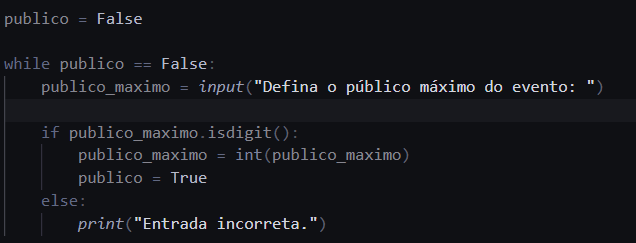 publico = False
while publico == False:
publico_maximo = input("Defina o público máximo do evento: ")
if publico_maximo.isdigit():
publico_maximo = int(publico_maximo)
publico = True
else:
print("Entrada incorreta.")